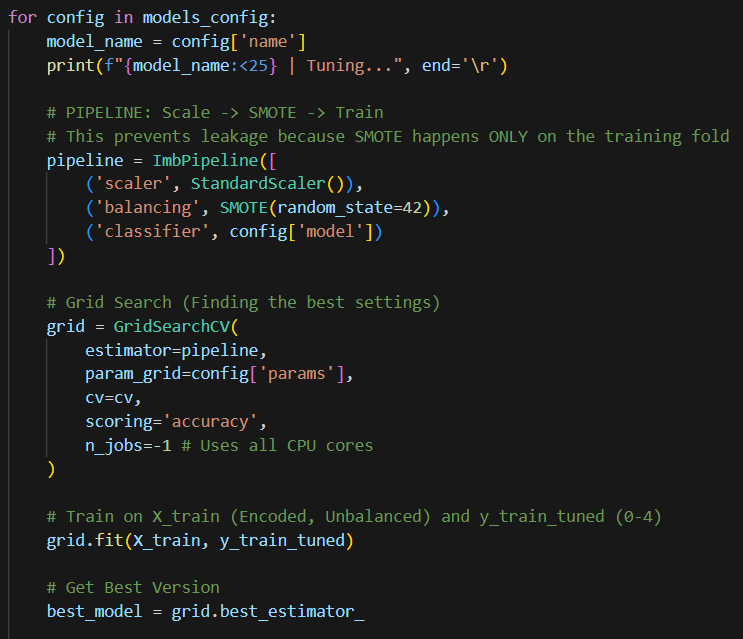 for config in models_config:
    model_name = config['name']
    print(f"{model_name:<25} | Tuning...", end='\r')

    # PIPELINE: Scale -> SMOTE -> Train
    # This prevents leakage because SMOTE happens ONLY on the training fold
    pipeline = ImbPipeline([
        ('scaler', StandardScaler()),
        ('balancing', SMOTE(random_state=42)),
        ('classifier', config['model'])
    ])

    # Grid Search (Finding the best settings)
    grid = GridSearchCV(
        estimator=pipeline,
        param_grid=config['params'],
        cv=cv,
        scoring='accuracy',
        n_jobs=-1 # Uses all CPU cores
    )

    # Train on X_train (Encoded, Unbalanced) and y_train_tuned (0-4)
    grid.fit(X_train, y_train_tuned)

    # Get Best Version
    best_model = grid.best_estimator_